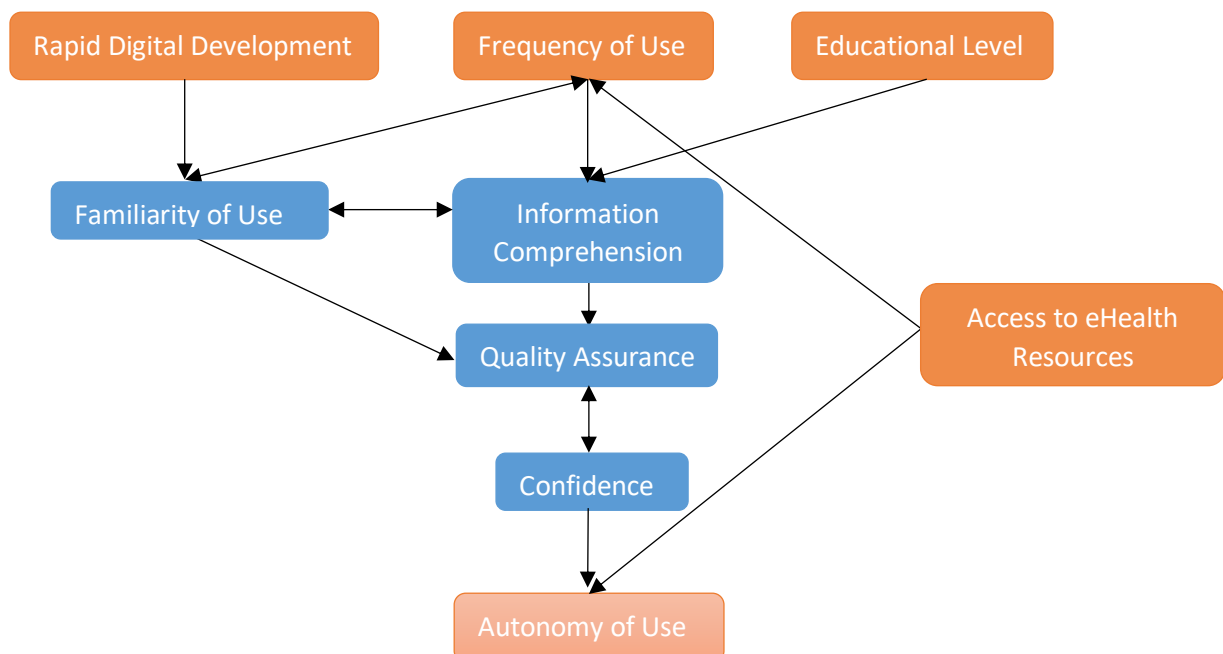 Rapid Digital Development
Frequency of Use
Educational Level
Familiarity of Use
Information
Comprehension
Access to eHealth
Resources
Quality Assurance
Confidence
Autonomy of Use